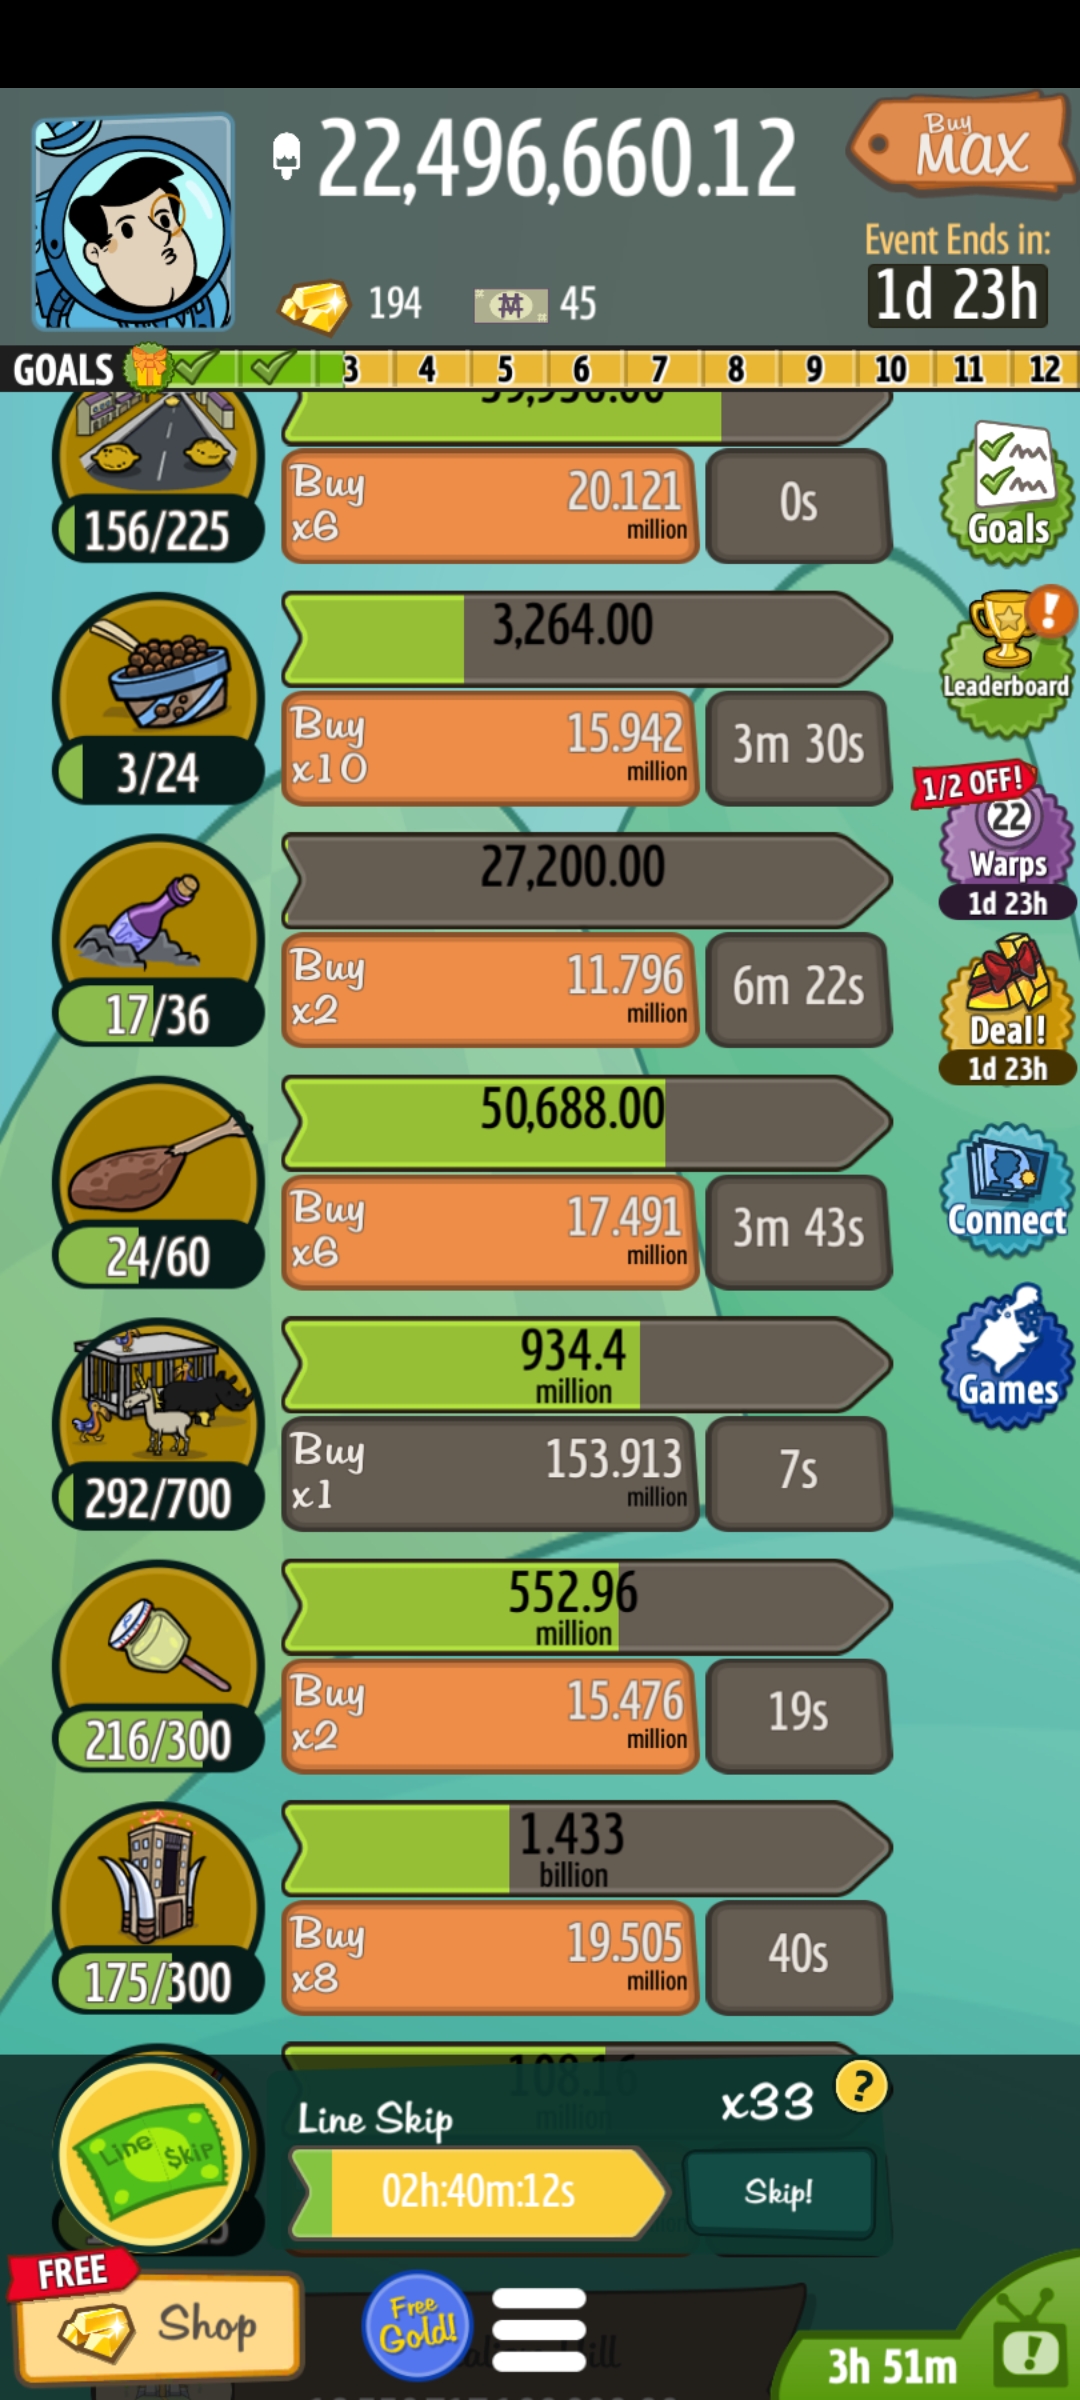 22,496,660.12
Buy
MAX
Event Ends in:
1d 23h
194
45
GOALS 3 4 5 6 7 8 9 10 11 12
Buy
x6
20.121
million
0s
156/225
Goals
3,264.00
Buy
x10
15.942
million
3m 30s
3/24
Leaderboard
1/2 OFF!
22
Warps
1d 23h
27,200.00
Buy
x2
11.796
million
6m 22s
17/36
Deal!
1d 23h
50,688.00
Buy
x6
17.491
million
3m 43s
24/60
Connect
934.4
million
Buy
x1
153.913
million
7s
292/700
Games
552.96
million
Buy
x2
15.476
million
19s
216/300
1.433
billion
Buy
x8
19.505
million
40s
175/300
108.16
million
Line Skip
Line $kip
x33
?
02h:40m:12s
Skip!
FREE
Shop
Free
Gold!
3h 51m